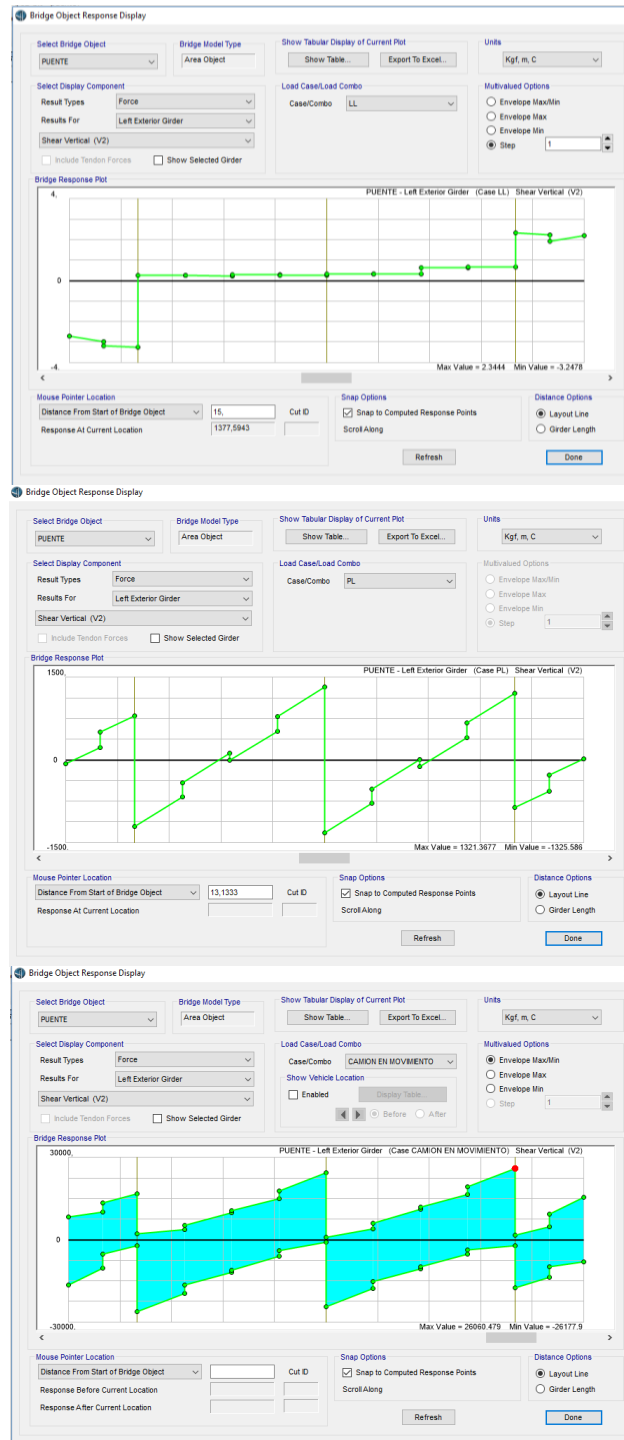 Bridge Object Response Display
Select Bridge Object
Bridge Model Type
Show Tabular Display of Current Plot
Units
PUENTE
Area Object
Show Table...
Export To Excel...
Kgf, m, C
Select Display Component
Load Case/Load Combo
Multivalued Options
Result Types
Force
Case/Combo
LL
Envelope Max/Min
Results For
Left Exterior Girder
Envelope Max
Shear Vertical (V2)
Envelope Min
Include Tendon Forces
Show Selected Girder
Step
1
Bridge Response Plot
4,
PUENTE - Left Exterior Girder (Case LL) Shear Vertical (V2)
0
-4,
Max Value = 2.3444 Min Value = -3.2478
Mouse Pointer Location
Snap Options
Distance Options
Distance From Start of Bridge Object
15,
Cut ID
Snap to Computed Response Points
Layout Line
Response At Current Location
1377,5943
Scroll Along
Girder Length
Refresh
Done
Bridge Object Response Display
Select Bridge Object
Bridge Model Type
Show Tabular Display of Current Plot
Units
PUENTE
Area Object
Show Table...
Export To Excel...
Kgf, m, C
Select Display Component
Load Case/Load Combo
Multivalued Options
Result Types
Force
Case/Combo
PL
Envelope Max/Min
Results For
Left Exterior Girder
Envelope Max
Shear Vertical (V2)
Envelope Min
Include Tendon Forces
Show Selected Girder
Step
1
Bridge Response Plot
1500,
PUENTE - Left Exterior Girder (Case PL) Shear Vertical (V2)
0
-1500,
Max Value = 1321.3677 Min Value = -1325.586
Mouse Pointer Location
Snap Options
Distance Options
Distance From Start of Bridge Object
13,1333
Cut ID
Snap to Computed Response Points
Layout Line
Response At Current Location
Scroll Along
Girder Length
Refresh
Done
Bridge Object Response Display
Select Bridge Object
Bridge Model Type
Show Tabular Display of Current Plot
Units
PUENTE
Area Object
Show Table...
Export To Excel...
Kgf, m, C
Select Display Component
Load Case/Load Combo
Multivalued Options
Result Types
Force
Case/Combo
CAMION EN MOVIMIENTO
Envelope Max/Min
Results For
Left Exterior Girder
Show Vehicle Location
Envelope Max
Shear Vertical (V2)
Enabled
Display Table...
Envelope Min
Include Tendon Forces
Show Selected Girder
Before
After
Step
1
Bridge Response Plot
30000,
PUENTE - Left Exterior Girder (Case CAMION EN MOVIMIENTO) Shear Vertical (V2)
0
-30000,
Max Value = 26060.479 Min Value = -26177.9
Mouse Pointer Location
Snap Options
Distance Options
Distance From Start of Bridge Object
Cut ID
Snap to Computed Response Points
Layout Line
Response Before Current Location
Scroll Along
Girder Length
Response After Current Location
Refresh
Done